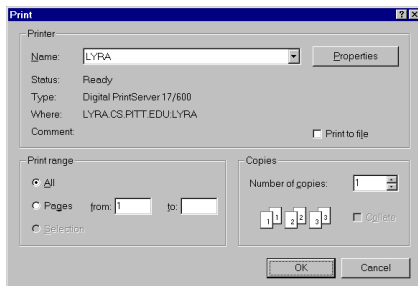 Print
Printer
Name: LYRA Properties
Status: Ready
Type: Digital PrintServer 17/600
Where: LYRA.CS.PITT.EDU:LYRA
Comment: Print to file
Print range
All
Pages from: 1 to:
Selection
Copies
Number of copies: 1
1 1 2 2 3 3 Collate
OK Cancel